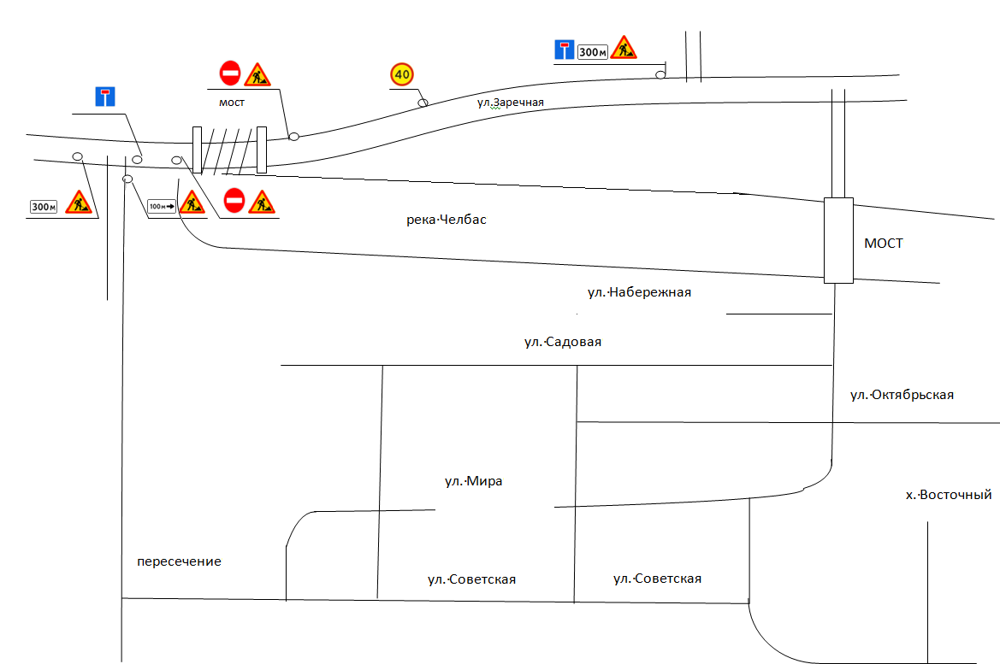 300м
40
мост
ул.Заречная
300м
100м
река Челбас
МОСТ
ул. Набережная
ул. Садовая
ул. Октябрьская
ул. Мира
х. Восточный
пересечение
ул. Советская
ул. Советская